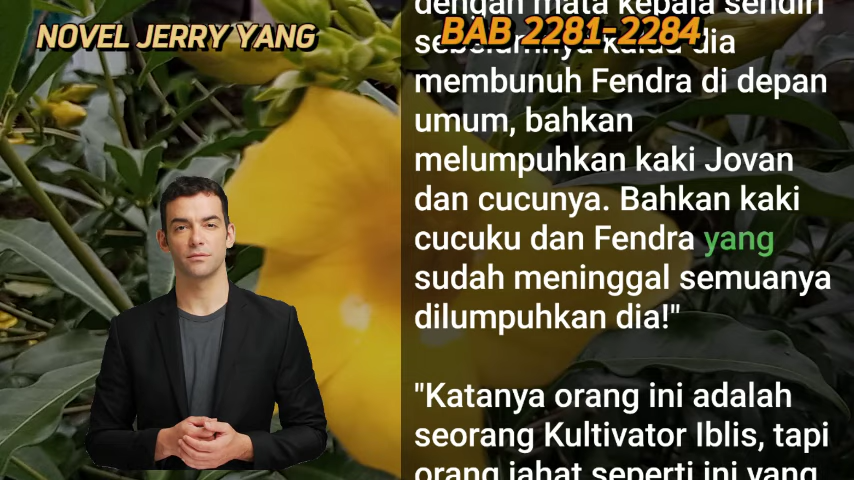 NOVEL JERRY YANG
BAB 2281-2284
dengan mata kepala sendiri
dia
membunuh Fendra di depan
umum, bahkan
melumpuhkan kaki Jovan
dan cucunya. Bahkan kaki
cucuku dan Fendra yang
sudah meninggal semuanya
dilumpuhkan dia!"
"Katanya orang ini adalah
seorang Kultivator Iblis, tapi
orang jahat seperti ini yang